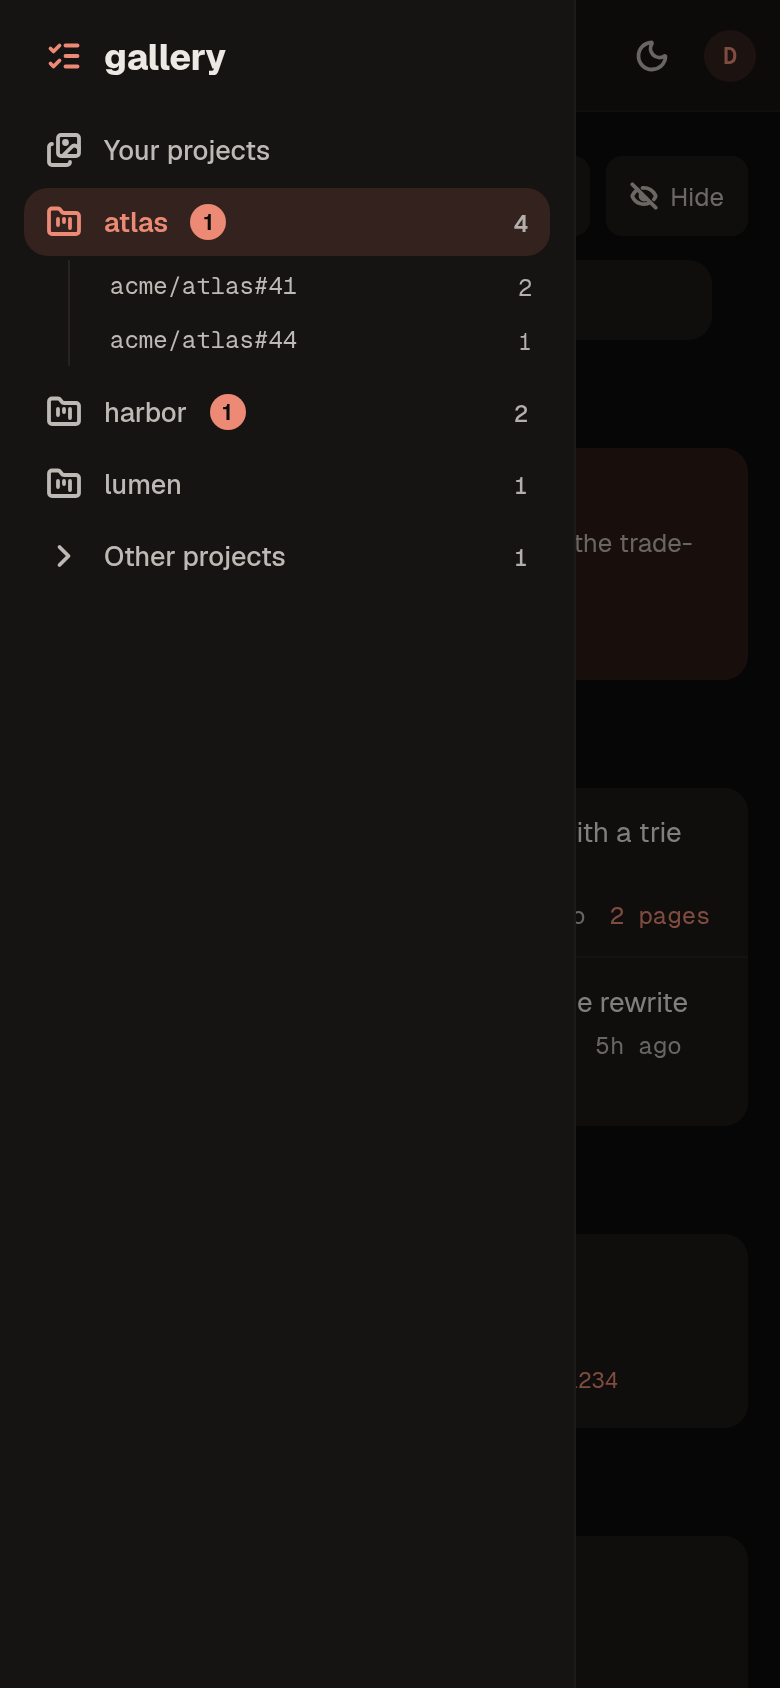 gallery
D
Your projects
Hide
atlas 1 4
acme/atlas#41 2
acme/atlas#44 1
harbor 1 2
lumen 1
the trade-
Other projects 1
ith a trie
2 pages
e rewrite
5h ago
234